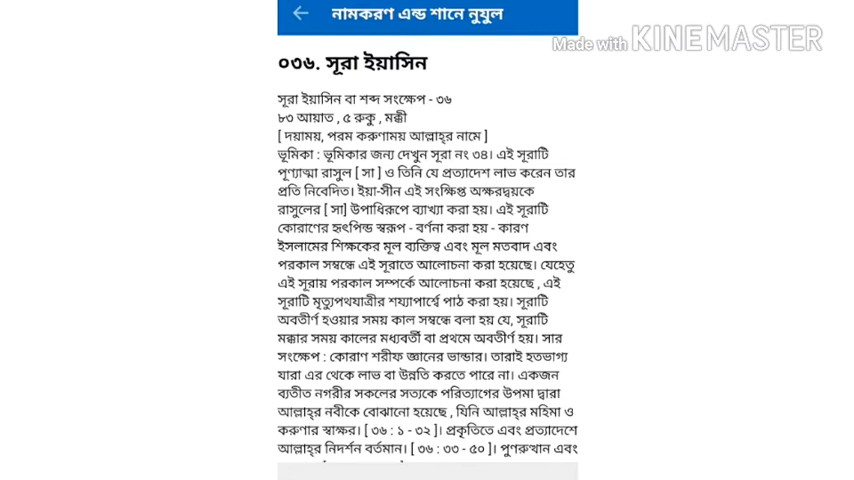 নামকরণ এন্ড শানে নুযুল
Made with KINEMASTER
০৩৬. সূরা ইয়াসিন
সূরা ইয়াসিন বা শব্দ সংক্ষেপ - ৩৬
৮৩ আয়াত , ৫ রুকু , মক্কী
[ দয়াময়, পরম করুণাময় আল্লাহ্‌র নামে ]
ভূমিকা : ভূমিকার জন্য দেখুন সূরা নং ৩৪। এই সূরাটি
পূণ্যাত্মা রাসুল [ সা ] ও তিনি যে প্রত্যাদেশ লাভ করেন তার
প্রতি নিবেদিত। ইয়া-সীন এই সংক্ষিপ্ত অক্ষরদ্বয়কে
রাসুলের [ সা] উপাধিরূপে ব্যাখ্যা করা হয়। এই সূরাটি
কোরাণের হৃৎপিন্ড স্বরূপ - বর্ণনা করা হয় - কারণ
ইসলামের শিক্ষকের মূল ব্যক্তিত্ব এবং মূল মতবাদ এবং
পরকাল সম্বন্ধে এই সূরাতে আলোচনা করা হয়েছে। যেহেতু
এই সূরায় পরকাল সম্পর্কে আলোচনা করা হয়েছে , এই
সূরাটি মৃত্যুপথযাত্রীর শয্যাপার্শ্বে পাঠ করা হয়। সূরাটি
অবতীর্ণ হওয়ার সময় কাল সম্বন্ধে বলা হয় যে, সূরাটি
মক্কার সময় কালের মধ্যবর্তী বা প্রথমে অবতীর্ণ হয়। সার
সংক্ষেপ : কোরাণ শরীফ জ্ঞানের ভান্ডার। তারাই হতভাগ্য
যারা এর থেকে লাভ বা উন্নতি করতে পারে না। একজন
ব্যতীত নগরীর সকলের সত্যকে পরিত্যাগের উপমা দ্বারা
আল্লাহ্‌র নবীকে বোঝানো হয়েছে , যিনি আল্লাহ্‌র মহিমা ও
করুণার স্বাক্ষর। [ ৩৬ : ১ - ৩২ ]। প্রকৃতিতে এবং প্রত্যাদেশে
আল্লাহ্‌র নিদর্শন বর্তমান। [ ৩৬ : ৩৩ - ৫০ ]। পুণরুত্থান এবং